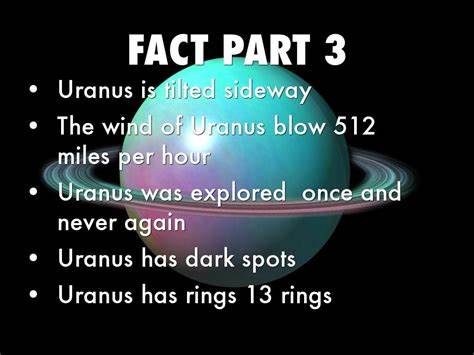 FACT PART 3
• Uranus is tilted sideway
• The wind of Uranus blow 512
miles per hour
• Uranus was explored once and
never again
• Uranus has dark spots
• Uranus has rings 13 rings